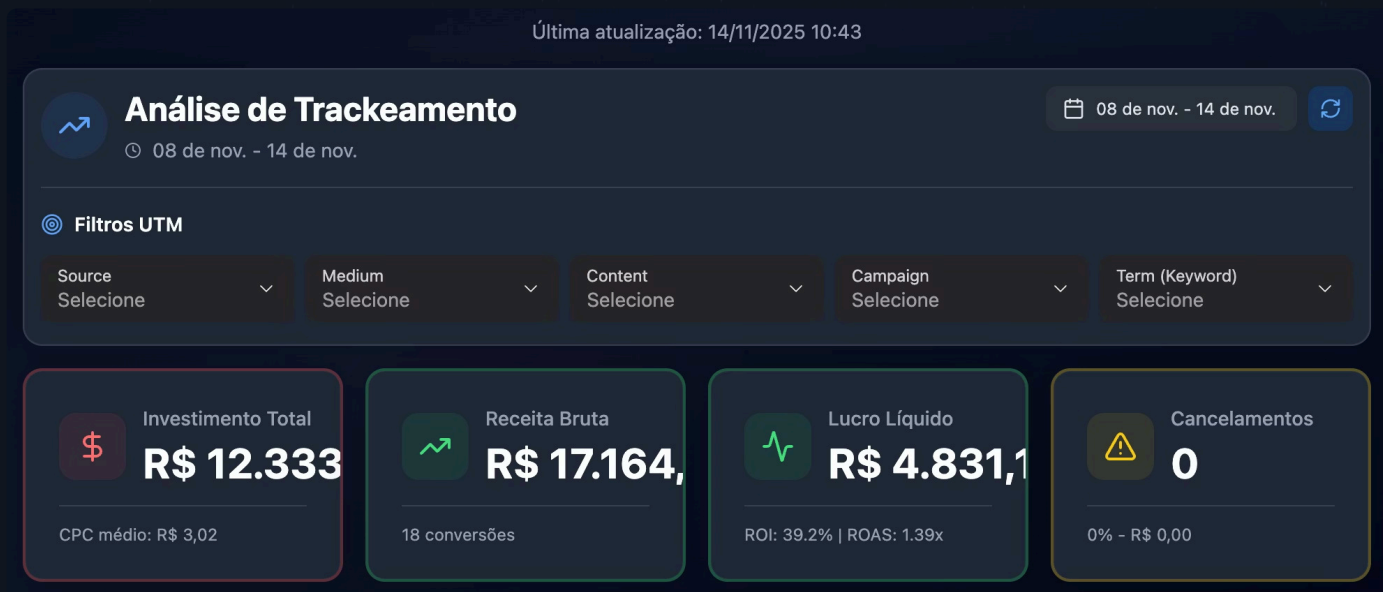 Última atualização: 14/11/2025 10:43
Análise de Trackeamento
08 de nov. - 14 de nov.
08 de nov. - 14 de nov.
Filtros UTM
Source
Selecione
Medium
Selecione
Content
Selecione
Campaign
Selecione
Term (Keyword)
Selecione
Investimento Total
R$ 12.333
CPC médio: R$ 3,02
Receita Bruta
R$ 17.164,
18 conversões
Lucro Líquido
R$ 4.831,1
ROI: 39.2% | ROAS: 1.39x
Cancelamentos
0
0% - R$ 0,00